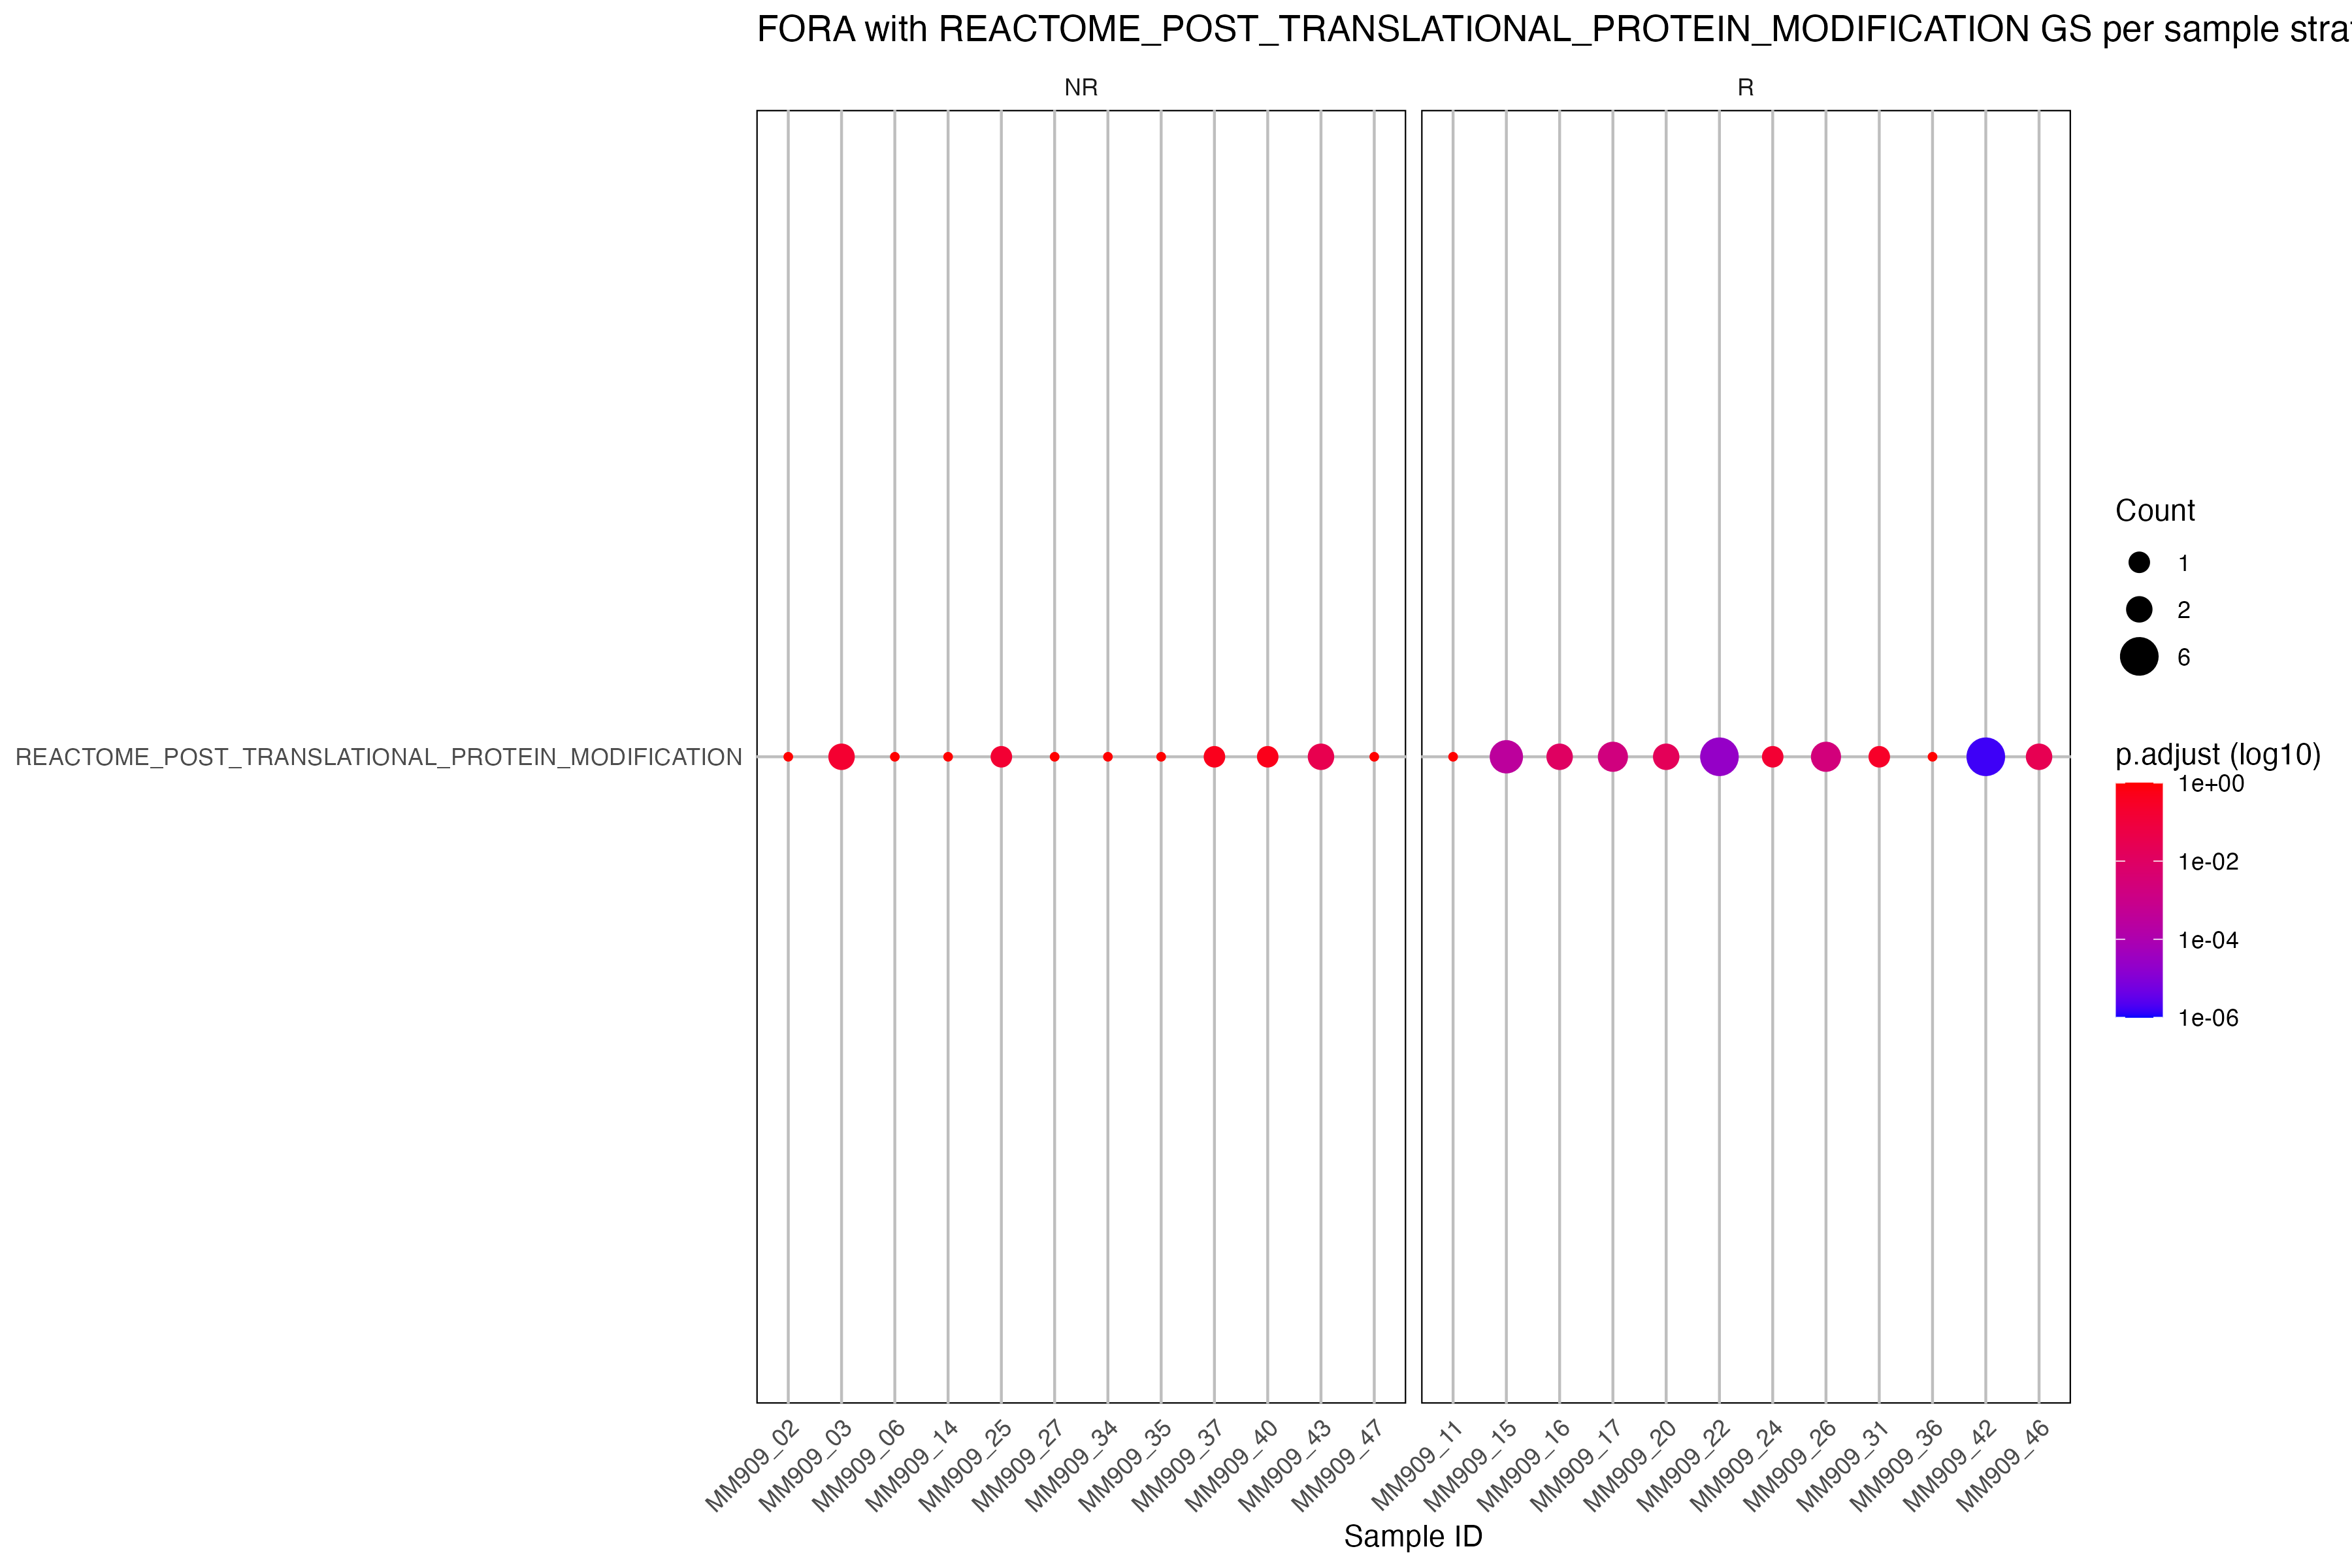 FORA with REACTOME_POST_TRANSLATIONAL_PROTEIN_MODIFICATION GS per sample
NR
R
REACTOME_POST_TRANSLATIONAL_PROTEIN_MODIFICATION
MM909_02
MM909_03
MM909_06
MM909_14
MM909_25
MM909_27
MM909_34
MM909_35
MM909_37
MM909_40
MM909_43
MM909_47
MM909_11
MM909_15
MM909_16
MM909_17
MM909_20
MM909_22
MM909_24
MM909_26
MM909_31
MM909_36
MM909_42
MM909_46
Sample ID
Count
1
2
6
p.adjust (log10)
1e+00
1e-02
1e-04
1e-06